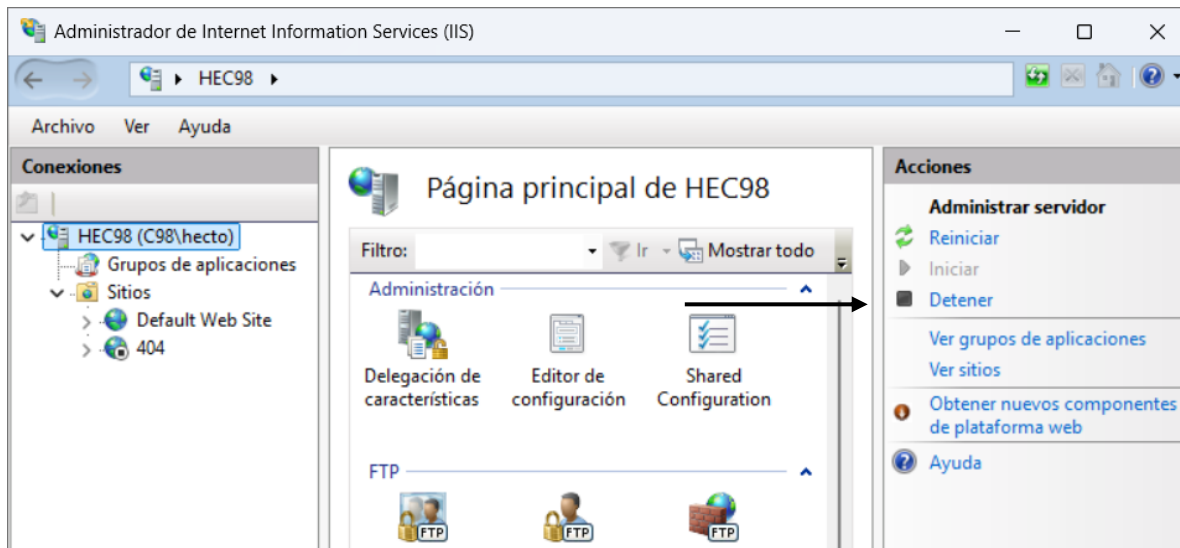 Administrador de Internet Information Services (IIS)
HEC98
Archivo Ver Ayuda
Conexiones
HEC98 (C98\hecto)
Grupos de aplicaciones
Sitios
Default Web Site
404
Página principal de HEC98
Filtro: Ir Mostrar todo
Administración
Delegación de
características
Editor de
configuración
Shared
Configuration
FTP
FTP FTP FTP
Acciones
Administrar servidor
Reiniciar
Iniciar
Detener
Ver grupos de aplicaciones
Ver sitios
Obtener nuevos componentes
de plataforma web
Ayuda